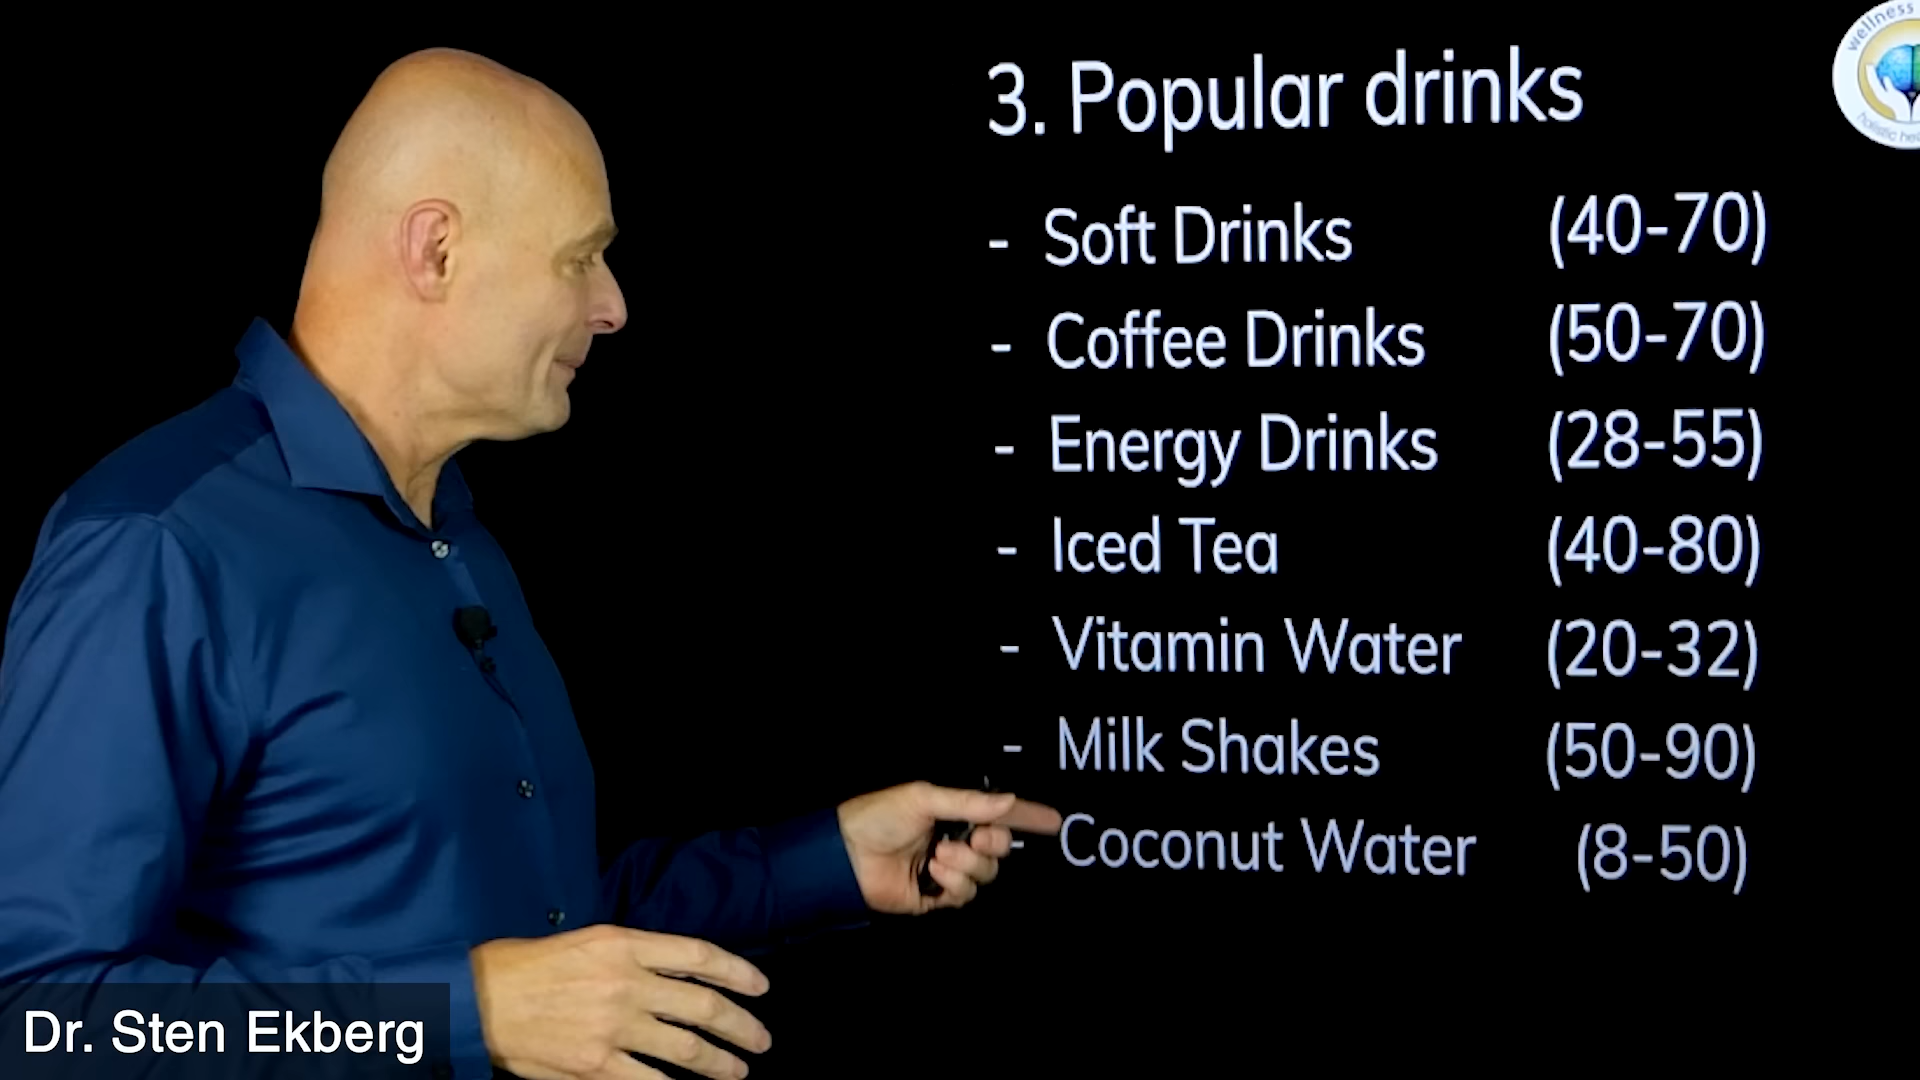 wellness
3. Popular drinks
- Soft Drinks (40-70)
- Coffee Drinks (50-70)
- Energy Drinks (28-55)
- Iced Tea (40-80)
- Vitamin Water (20-32)
- Milk Shakes (50-90)
- Coconut Water (8-50)
Dr. Sten Ekberg